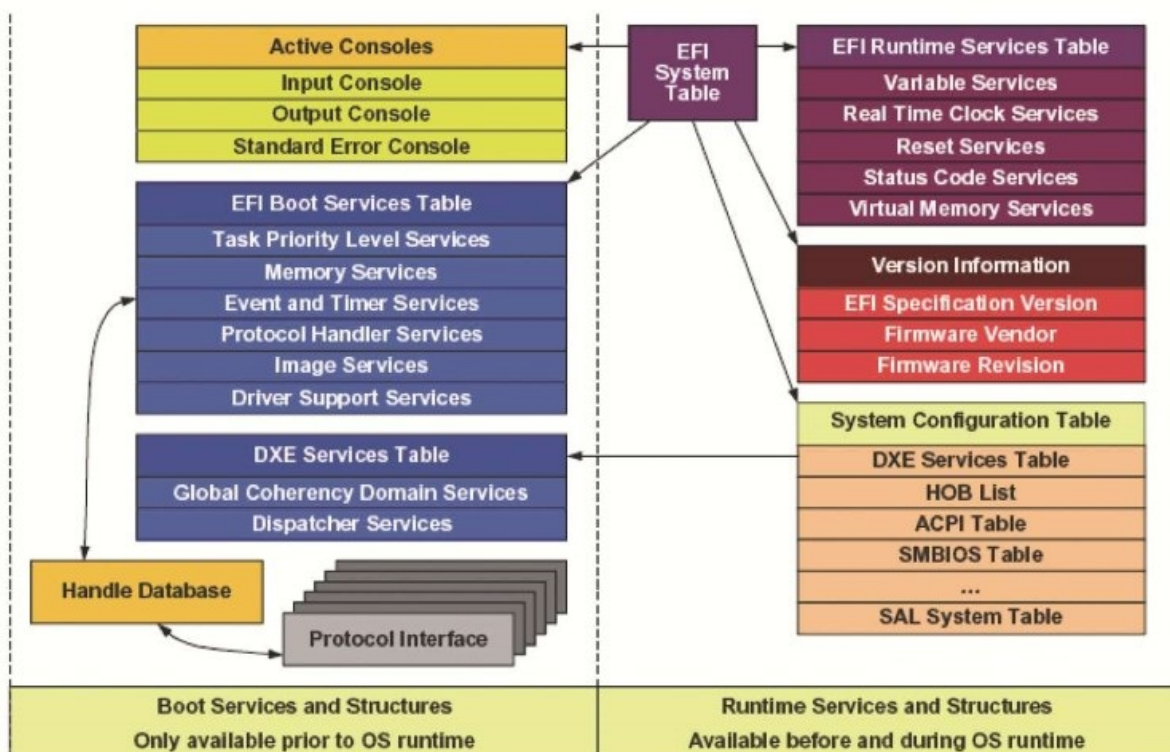 Active Consoles
Input Console
Output Console
Standard Error Console
EFI
System
Table
EFI Runtime Services Table
Variable Services
Real Time Clock Services
Reset Services
Status Code Services
Virtual Memory Services
EFI Boot Services Table
Task Priority Level Services
Memory Services
Event and Timer Services
Protocol Handler Services
Image Services
Driver Support Services
Version Information
EFI Specification Version
Firmware Vendor
Firmware Revision
DXE Services Table
Global Coherency Domain Services
Dispatcher Services
System Configuration Table
DXE Services Table
HOB List
ACPI Table
SMBIOS Table
...
SAL System Table
Handle Database
Protocol Interface
Boot Services and Structures
Only available prior to OS runtime
Runtime Services and Structures
Available before and during OS runtime